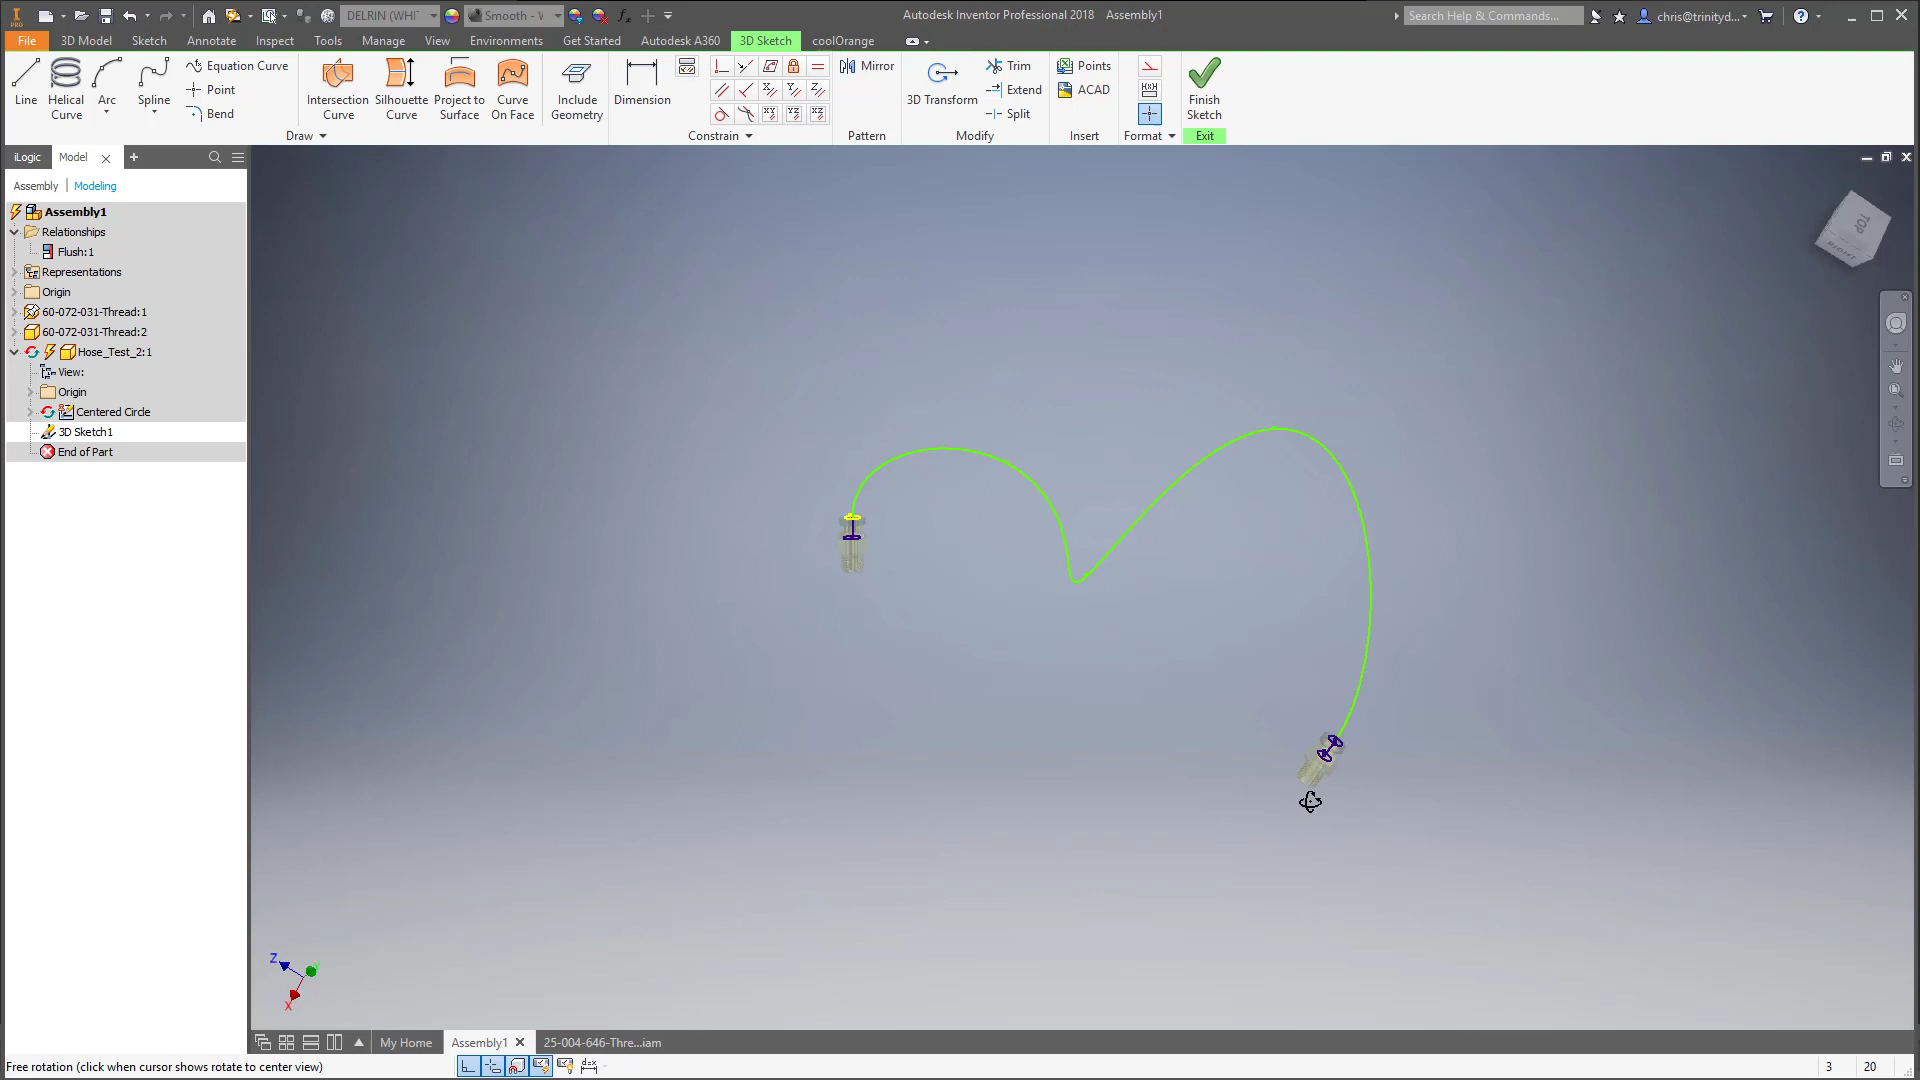 DELRIN (WHI
Smooth - V
Autodesk Inventor Professional 2018   Assembly1
Search Help & Commands...
chris@trinityd...
File
3D Model
Sketch
Annotate
Inspect
Tools
Manage
View
Environments
Get Started
Autodesk A360
3D Sketch
coolOrange
Line
Helical Curve
Arc
Spline
Equation Curve
Point
Bend
Intersection Curve
Silhouette Curve
Project to Surface
Curve On Face
Include Geometry
Dimension
Mirror
3D Transform
Trim
Extend
Split
Points
ACAD
Finish Sketch
Draw
Constrain
Pattern
Modify
Insert
Format
Exit
iLogic
Model
Assembly
Modeling
Assembly1
Relationships
Flush:1
Representations
Origin
60-072-031-Thread:1
60-072-031-Thread:2
Hose_Test_2:1
View:
Origin
Centered Circle
3D Sketch1
End of Part
TOP
RIGHT
Z
Y
X
My Home
Assembly1
25-004-646-Thre...iam
Free rotation (click when cursor shows rotate to center view)
3
20